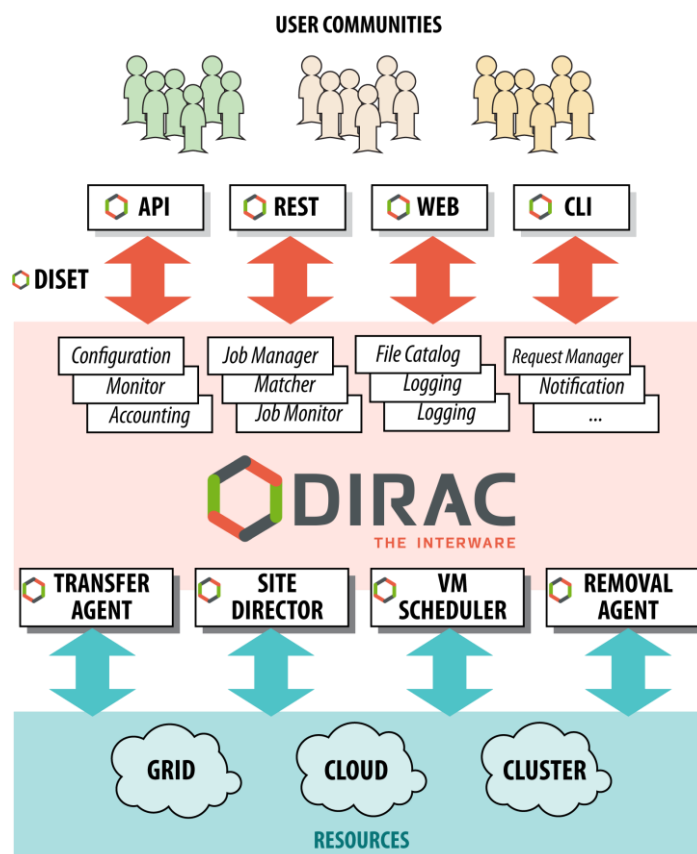 USER COMMUNITIES
API
REST
WEB
CLI
DISET
Configuration
Monitor
Accounting
Job Manager
Matcher
Job Monitor
File Catalog
Logging
Logging
Request Manager
Notification
...
DIRAC
THE INTERWARE
TRANSFER
AGENT
SITE
DIRECTOR
VM
SCHEDULER
REMOVAL
AGENT
GRID
CLOUD
CLUSTER
RESOURCES